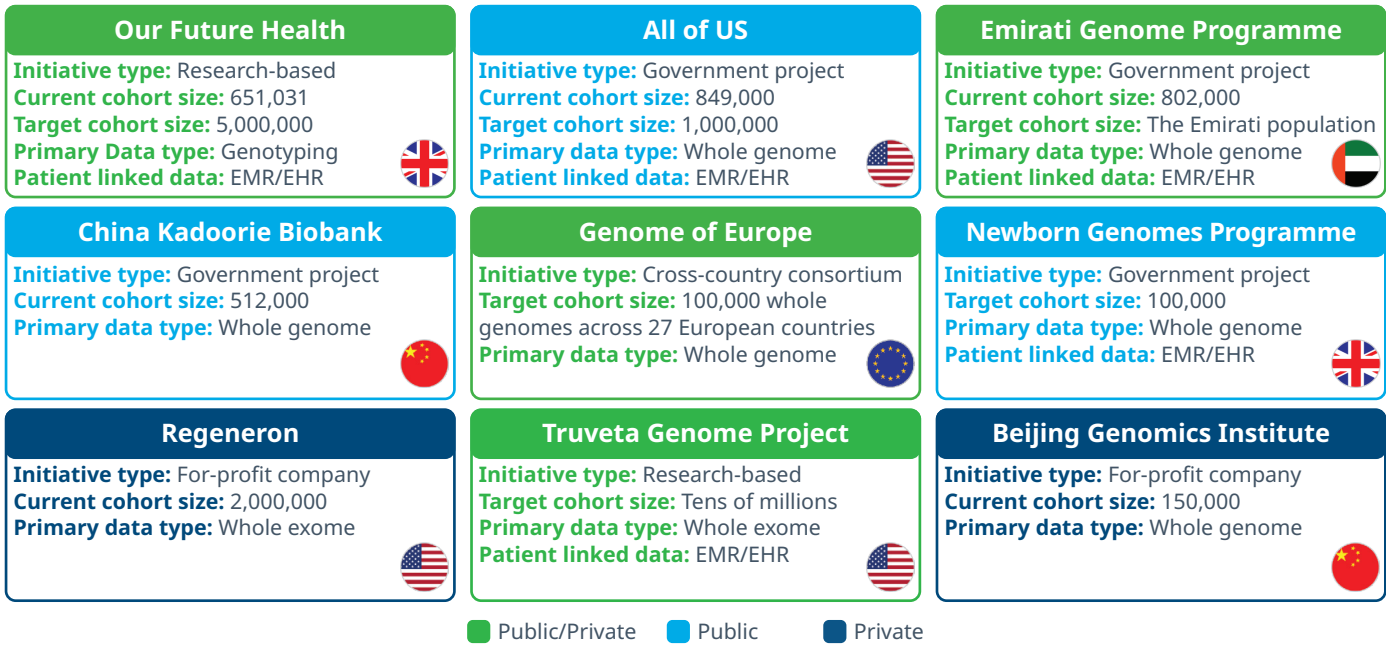 Our Future Health
Initiative type: Research-based
Current cohort size: 651,031
Target cohort size: 5,000,000
Primary Data type: Genotyping
Patient linked data: EMR/EHR
All of US
Initiative type: Government project
Current cohort size: 849,000
Target cohort size: 1,000,000
Primary data type: Whole genome
Patient linked data: EMR/EHR
Emirati Genome Programme
Initiative type: Government project
Current cohort size: 802,000
Target cohort size: The Emirati population
Primary data type: Whole genome
Patient linked data: EMR/EHR
China Kadoorie Biobank
Initiative type: Government project
Current cohort size: 512,000
Primary data type: Whole genome
Genome of Europe
Initiative type: Cross-country consortium
Target cohort size: 100,000 whole
genomes across 27 European countries
Primary data type: Whole genome
Newborn Genomes Programme
Initiative type: Government project
Target cohort size: 100,000
Primary data type: Whole genome
Patient linked data: EMR/EHR
Regeneron
Initiative type: For-profit company
Current cohort size: 2,000,000
Primary data type: Whole exome
Truveta Genome Project
Initiative type: Research-based
Target cohort size: Tens of millions
Primary data type: Whole exome
Patient linked data: EMR/EHR
Beijing Genomics Institute
Initiative type: For-profit company
Current cohort size: 150,000
Primary data type: Whole genome
Public/Private
Public
Private